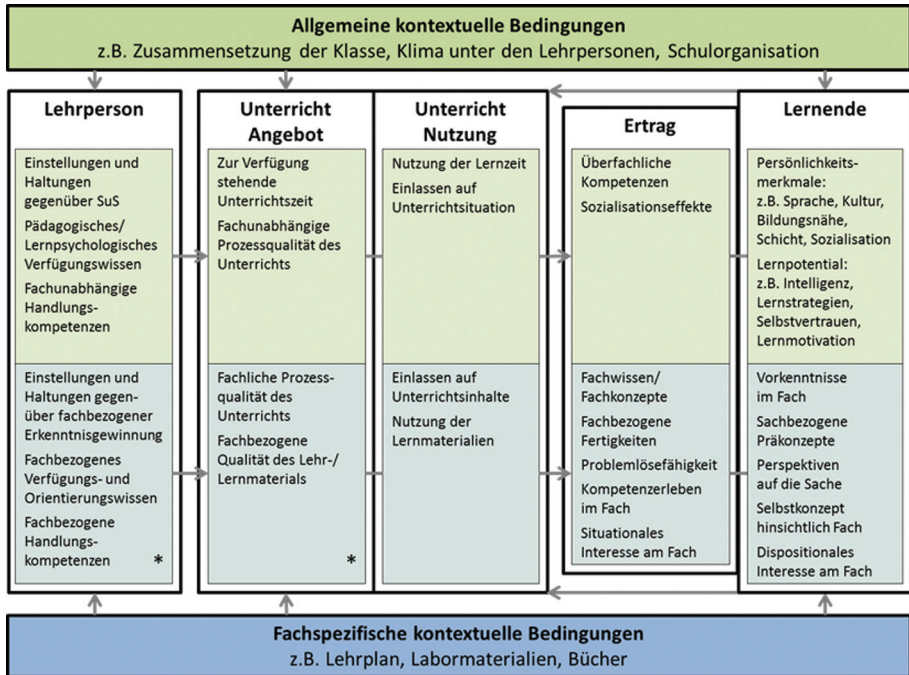 Allgemeine kontextuelle Bedingungen
z.B. Zusammensetzung der Klasse, Klima unter den Lehrpersonen, Schulorganisation
Lehrperson
Einstellungen und
Haltungen
gegenüber SuS
Pädagogisches/
Lernpsychologisches
Verfügungswissen
Fachunabhängige
Handlungs-
kompetenzen
Einstellungen und
Haltungen gegen-
über fachbezogener
Erkenntnisgewinnung
Fachbezogenes
Verfügungs- und
Orientierungswissen
Fachbezogene
Handlungs-
kompetenzen *
Unterricht
Angebot
Zur Verfügung
stehende
Unterrichtszeit
Fachunabhängige
Prozessqualität des
Unterrichts
Fachliche Prozess-
qualität des
Unterrichts
Fachbezogene
Qualität des Lehr-/
Lernmaterials
*
Unterricht
Nutzung
Nutzung der Lernzeit
Einlassen auf
Unterrichtsituation
Einlassen auf
Unterrichtsinhalte
Nutzung der
Lernmaterialien
Ertrag
Überfachliche
Kompetenzen
Sozialisationseffekte
Fachwissen/
Fachkonzepte
Fachbezogene
Fertigkeiten
Problemlösefähigkeit
Kompetenzerleben
im Fach
Situationales
Interesse am Fach
Lernende
Persönlichkeits-
merkmale:
z.B. Sprache, Kultur,
Bildungsnähe,
Schicht, Sozialisation
Lernpotential:
z.B. Intelligenz,
Lernstrategien,
Selbstvertrauen,
Lernmotivation
Vorkenntnisse
im Fach
Sachbezogene
Präkonzepte
Perspektiven
auf die Sache
Selbstkonzept
hinsichtlich Fach
Dispositionales
Interesse am Fach
Fachspezifische kontextuelle Bedingungen
z.B. Lehrplan, Labormaterialien, Bücher